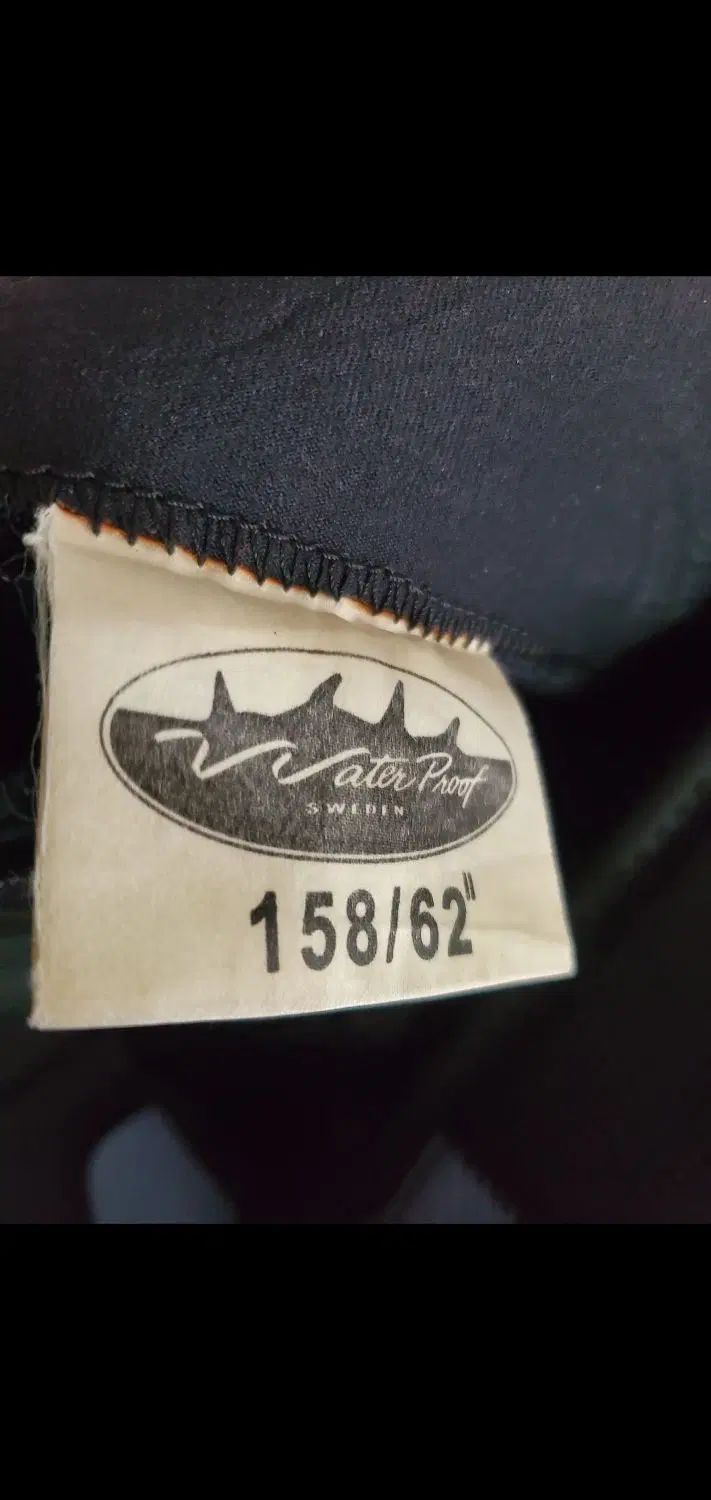 WaterProof
SWEDEN
158/62"